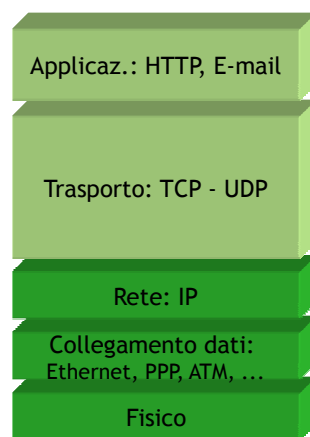 Applicaz.: HTTP, E-mail
Trasporto: TCP - UDP
Rete: IP
Collegamento dati:
Ethernet, PPP, ATM, ...
Fisico